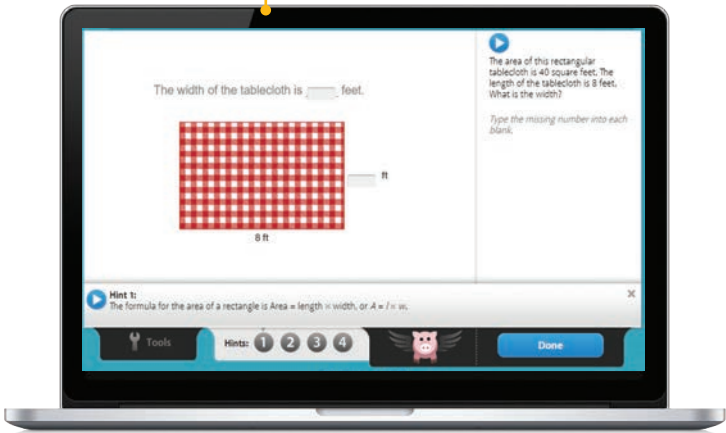 The width of the tablecloth is feet.
ft
8 ft
The area of this rectangular
tablecloth is 40 square feet. The
length of the tablecloth is 8 feet.
What is the width?
Type the missing number into each
blank.
Hint 1:
The formula for the area of a rectangle is Area = length × width, or A = l × w.
Tools
Hints: 1 2 3 4
Done